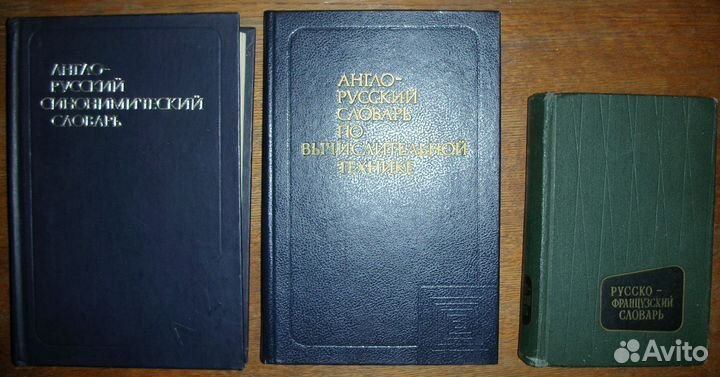 АНГЛО-
РУССКИЙ
СИНОНИМИЧЕСКИЙ
СЛОВАРЬ
АНГЛО-
РУССКИЙ
СЛОВАРЬ
ПО
ВЫЧИСЛИТЕЛЬНОЙ
ТЕХНИКЕ
РУССКО-
ФРАНЦУЗСКИЙ
СЛОВАРЬ
Avito